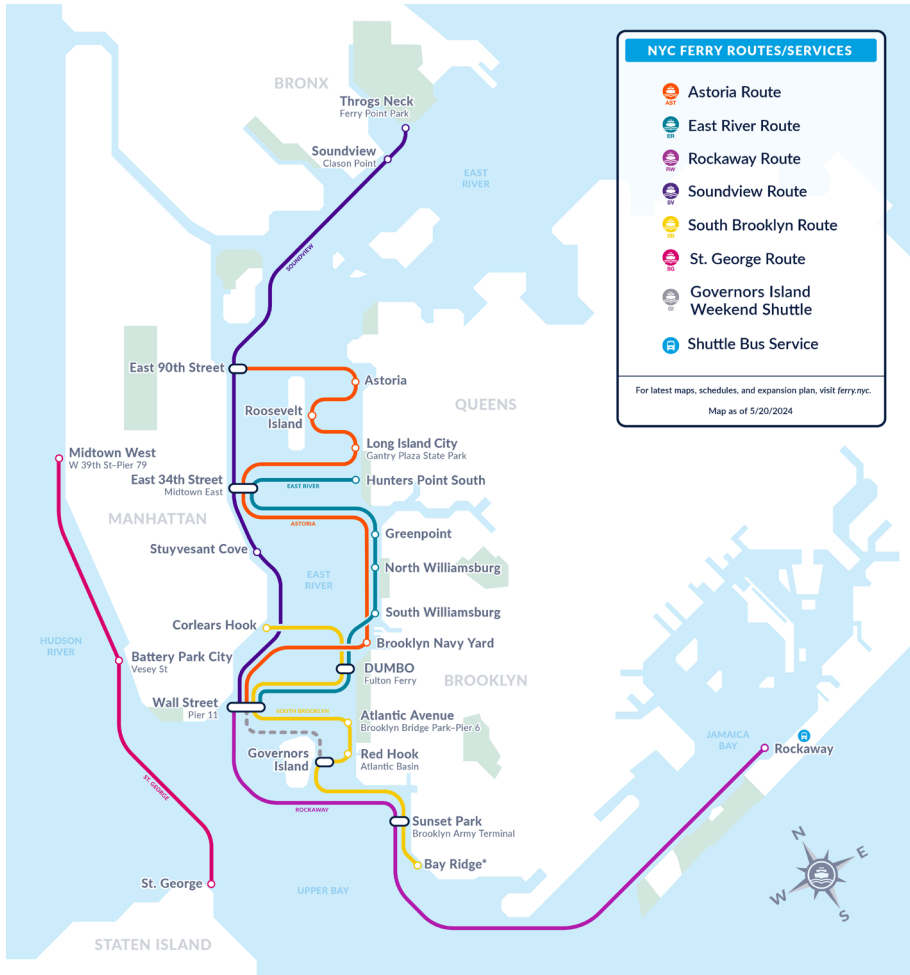 NYC FERRY ROUTES/SERVICES
AST
Astoria Route
ER
East River Route
RW
Rockaway Route
SV
Soundview Route
SB
South Brooklyn Route
SG
St. George Route
GI
Governors Island
Weekend Shuttle
Shuttle Bus Service
For latest maps, schedules, and expansion plan, visit ferry.nyc.
Map as of 5/20/2024
BRONX
Throgs Neck
Ferry Point Park
Soundview
Clason Point
EAST
RIVER
SOUNDVIEW
East 90th Street
Astoria
Roosevelt
Island
QUEENS
Long Island City
Gantry Plaza State Park
Midtown West
W 39th St–Pier 79
East 34th Street
Midtown East
EAST RIVER
Hunters Point South
MANHATTAN
ASTORIA
Greenpoint
Stuyvesant Cove
North Williamsburg
EAST
RIVER
South Williamsburg
Corlears Hook
HUDSON
RIVER
Brooklyn Navy Yard
Battery Park City
Vesey St
DUMBO
Fulton Ferry
BROOKLYN
Wall Street
Pier 11
SOUTH BROOKLYN
Atlantic Avenue
Brooklyn Bridge Park–Pier 6
Governors
Island
Red Hook
Atlantic Basin
JAMAICA
BAY
Rockaway
ST. GEORGE
ROCKAWAY
Sunset Park
Brooklyn Army Terminal
Bay Ridge*
St. George
UPPER BAY
STATEN ISLAND
N
E
W
S